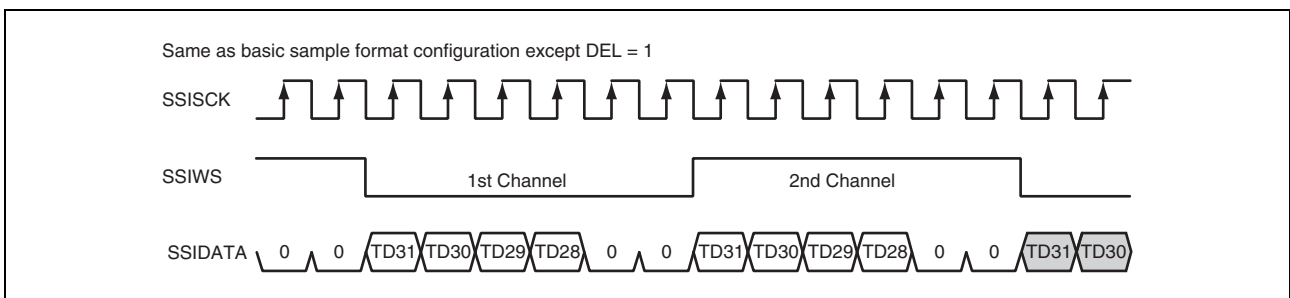 Same as basic sample format configuration except DEL = 1
SSISCK
SSIWS 1st Channel 2nd Channel
SSIDATA 0 0 TD31 TD30 TD29 TD28 0 0 TD31 TD30 TD29 TD28 0 0 TD31 TD30